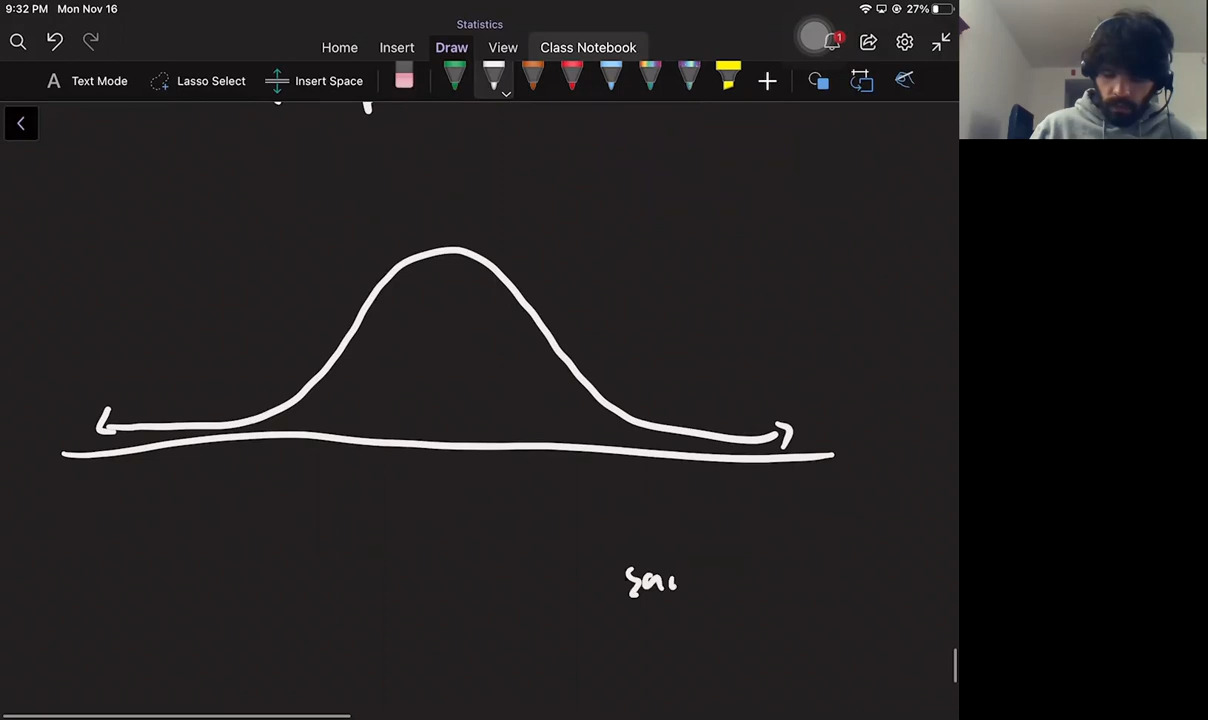 9:32 PM Mon Nov 16
27%
Statistics
Home Insert Draw View Class Notebook
1
Text Mode Lasso Select Insert Space